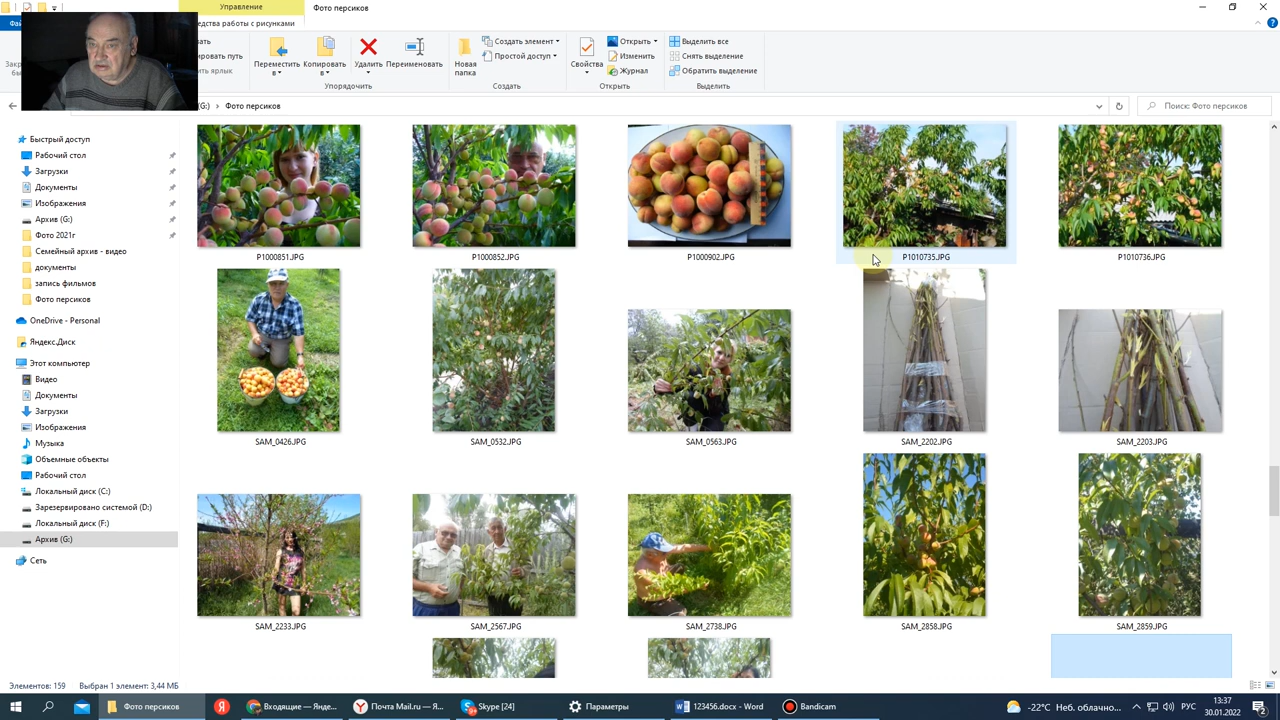 Управление
Фото персиков
Фай
едства работы с рисунками
вать
ировать путь
ить ярлык
Переместить в
Копировать в
Удалить
Переименовать
Упорядочить
Новая папка
Создать элемент
Простой доступ
Создать
Свойства
Открыть
Изменить
Журнал
Открыть
Выделить все
Снять выделение
Обратить выделение
Выделить
(G:) > Фото персиков
Поиск: Фото персиков
Быстрый доступ
Рабочий стол
Загрузки
Документы
Изображения
Архив (G:)
Фото 2021г
Семейный архив - видео
документы
запись фильмов
Фото персиков
OneDrive - Personal
Яндекс.Диск
Этот компьютер
Видео
Документы
Загрузки
Изображения
Музыка
Объемные объекты
Рабочий стол
Локальный диск (C:)
Зарезервировано системой (D:)
Локальный диск (F:)
Архив (G:)
Сеть
P1000851.JPG
P1000852.JPG
P1000902.JPG
P1010735.JPG
P1010736.JPG
SAM_0426.JPG
SAM_0532.JPG
SAM_0563.JPG
SAM_2202.JPG
SAM_2203.JPG
SAM_2233.JPG
SAM_2567.JPG
SAM_2738.JPG
SAM_2858.JPG
SAM_2859.JPG
Элементов: 159
Выбран 1 элемент: 3,44 МБ
Фото персиков
Входящие — Янде...
Почта Mail.ru — Я...
Skype [24]
Параметры
123456.docx - Word
Bandicam
-22°C Неб. облачно...
РУС
13:37
30.01.2022
2